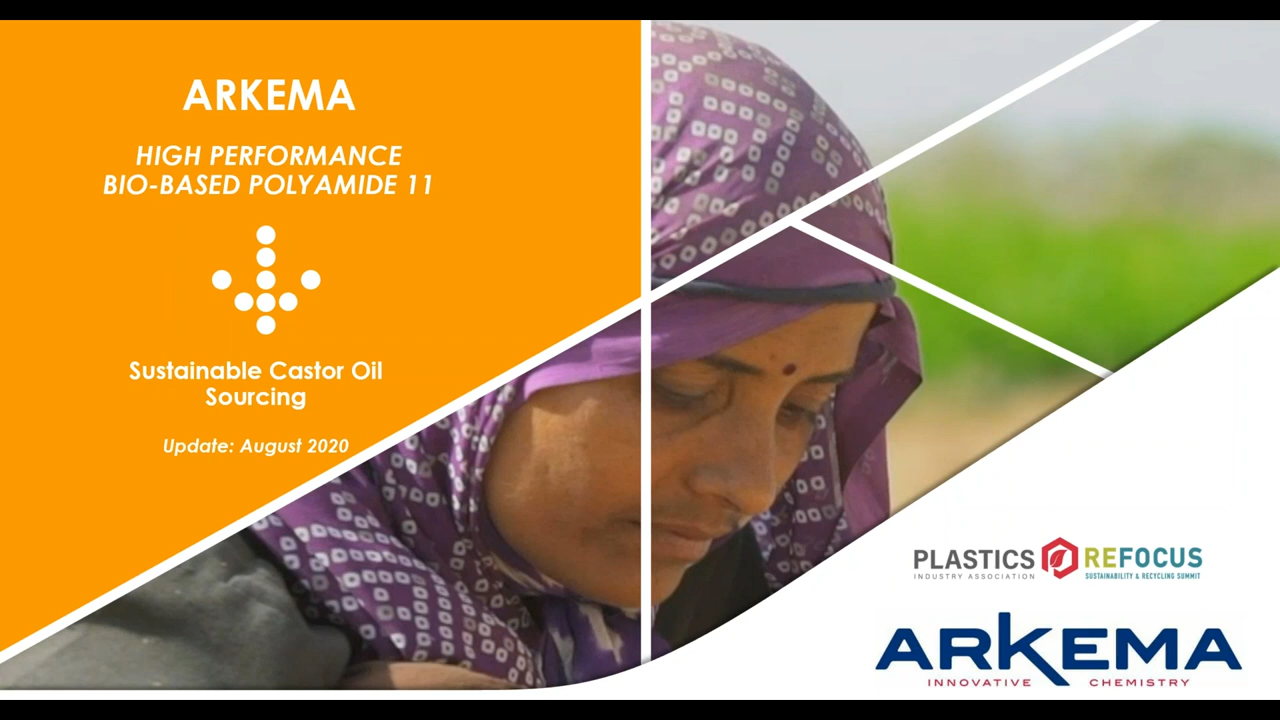 ARKEMA
HIGH PERFORMANCE
BIO-BASED POLYAMIDE 11
Sustainable Castor Oil
Sourcing
Update: August 2020
PLASTICS REFOCUS
INDUSTRY ASSOCIATION SUSTAINABILITY & RECYCLING SUMMIT
ARKEMA
INNOVATIVE CHEMISTRY